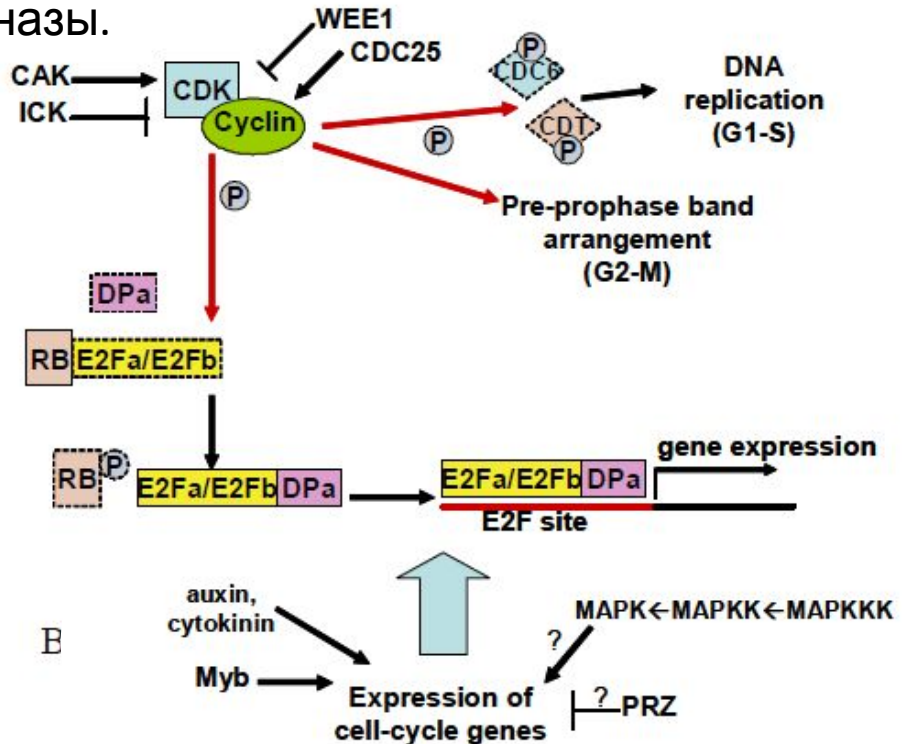 назы.
WEE1
CDC25
CAK
ICK
CDK
Cyclin
P
CDC6
CDT
P
DNA
replication
(G1-S)
P
P
Pre-prophase band
arrangement
(G2-M)
DPa
RB E2Fa/E2Fb
RB P
E2Fa/E2Fb DPa
E2Fa/E2Fb DPa
gene expression
E2F site
auxin,
cytokinin
MAPK←MAPKK←MAPKKK
?
B
Myb
Expression of
cell-cycle genes
? PRZ